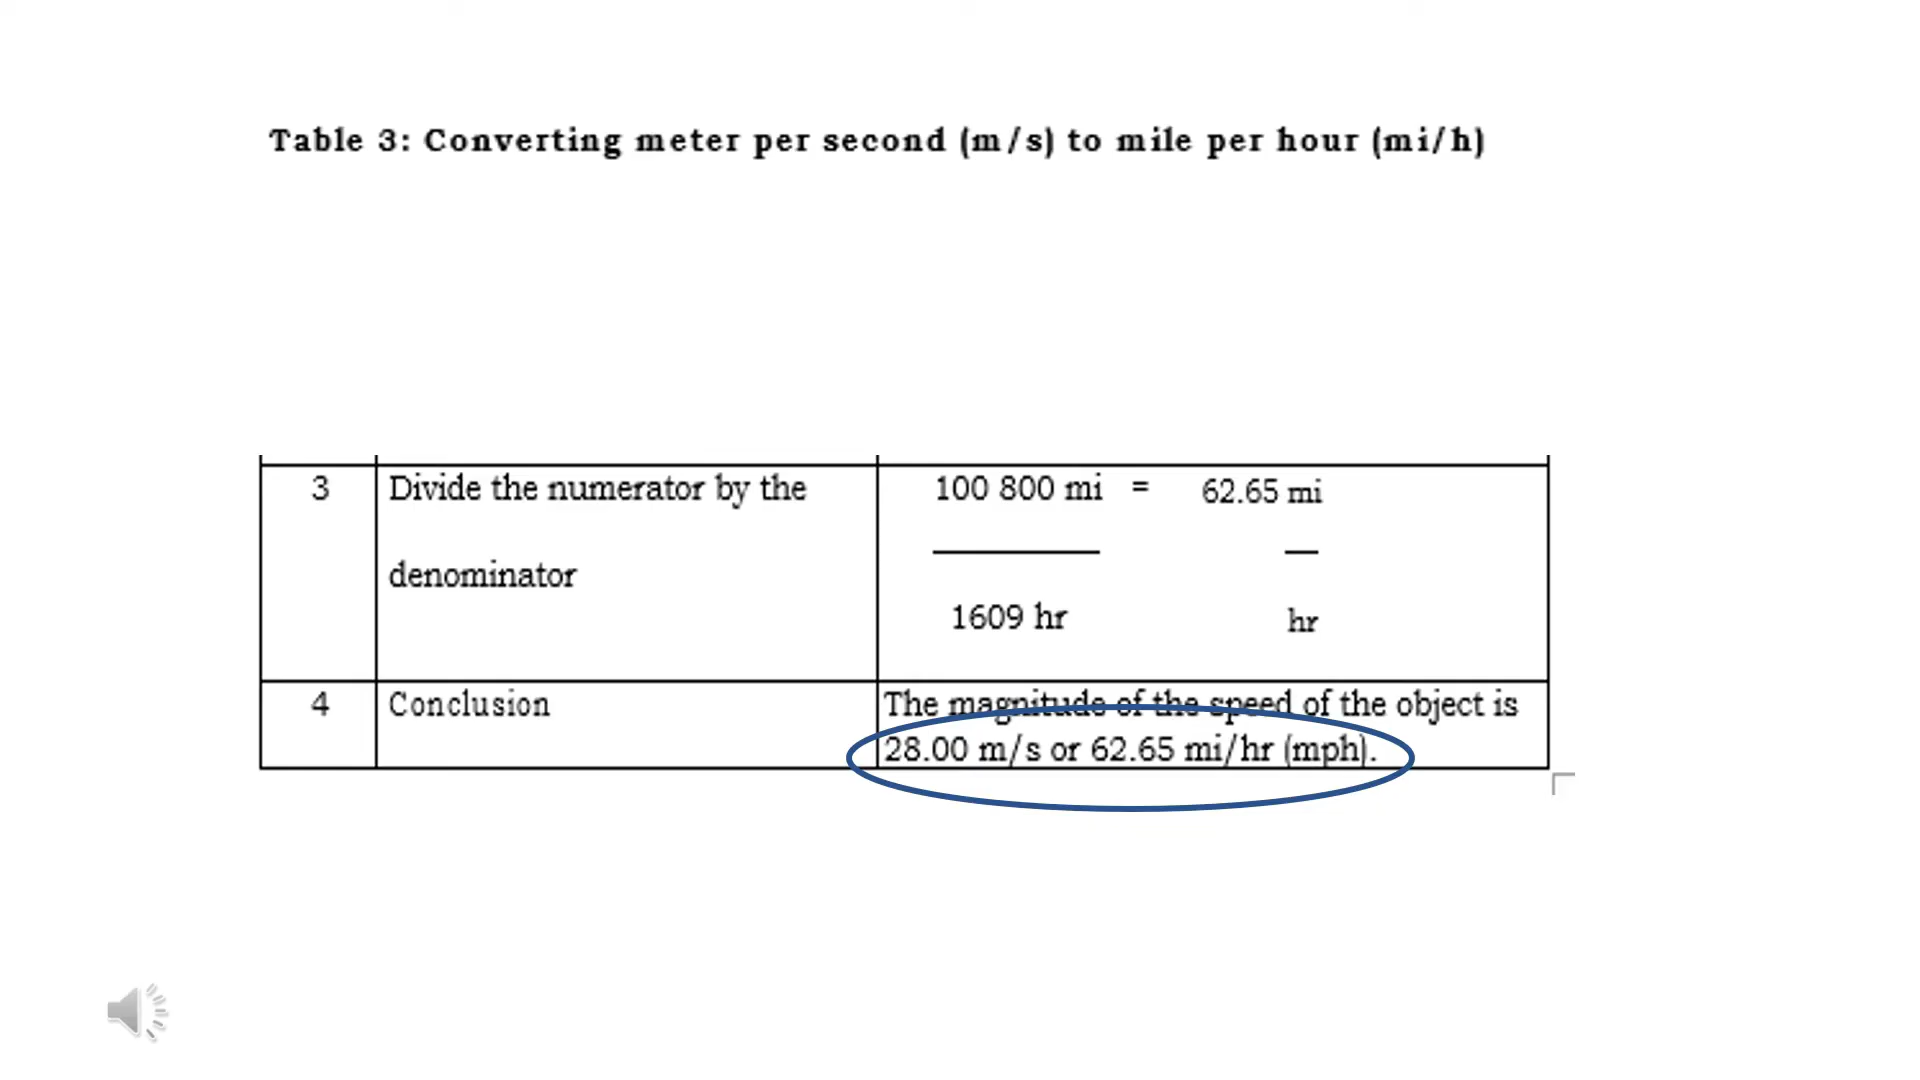 Table 3: Converting meter per second (m/s) to mile per hour (mi/h)
3
Divide the numerator by the
denominator
100 800 mi = 62.65 mi
1609 hr hr
4
Conclusion
The magnitude of the speed of the object is
28.00 m/s or 62.65 mi/hr (mph).